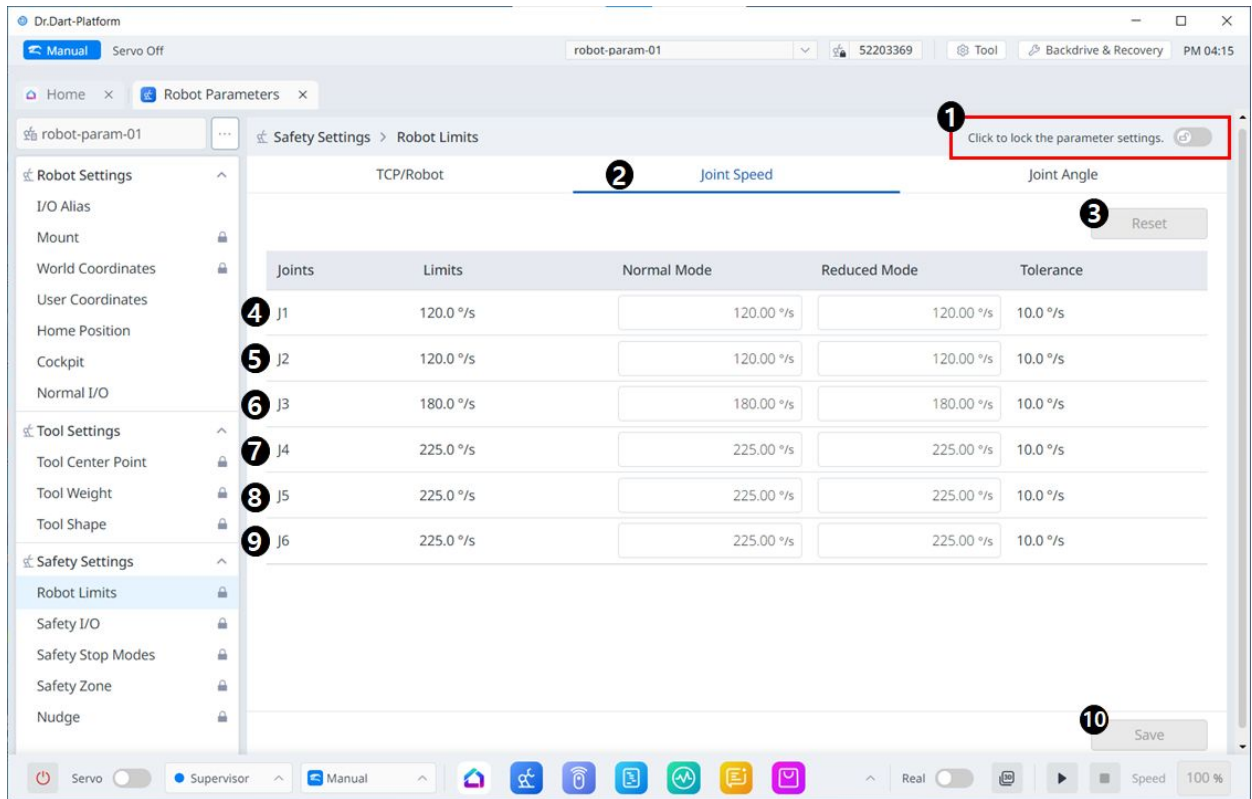 Dr.Dart-Platform
Manual Servo Off robot-param-01 52203369 Tool Backdrive & Recovery PM 04:15
Home × Robot Parameters ×
robot-param-01 ... Safety Settings > Robot Limits 1 Click to lock the parameter settings.
Robot Settings
I/O Alias
Mount
World Coordinates
User Coordinates
Home Position
Cockpit
Normal I/O
Tool Settings
Tool Center Point
Tool Weight
Tool Shape
Safety Settings
Robot Limits
Safety I/O
Safety Stop Modes
Safety Zone
Nudge
TCP/Robot 2 Joint Speed Joint Angle
3 Reset
Joints Limits Normal Mode Reduced Mode Tolerance
4 J1 120.0 °/s 120.00 °/s 120.00 °/s 10.0 °/s
5 J2 120.0 °/s 120.00 °/s 120.00 °/s 10.0 °/s
6 J3 180.0 °/s 180.00 °/s 180.00 °/s 10.0 °/s
7 J4 225.0 °/s 225.00 °/s 225.00 °/s 10.0 °/s
8 J5 225.0 °/s 225.00 °/s 225.00 °/s 10.0 °/s
9 J6 225.0 °/s 225.00 °/s 225.00 °/s 10.0 °/s
10 Save
Servo Supervisor Manual Real 3D Speed 100 %